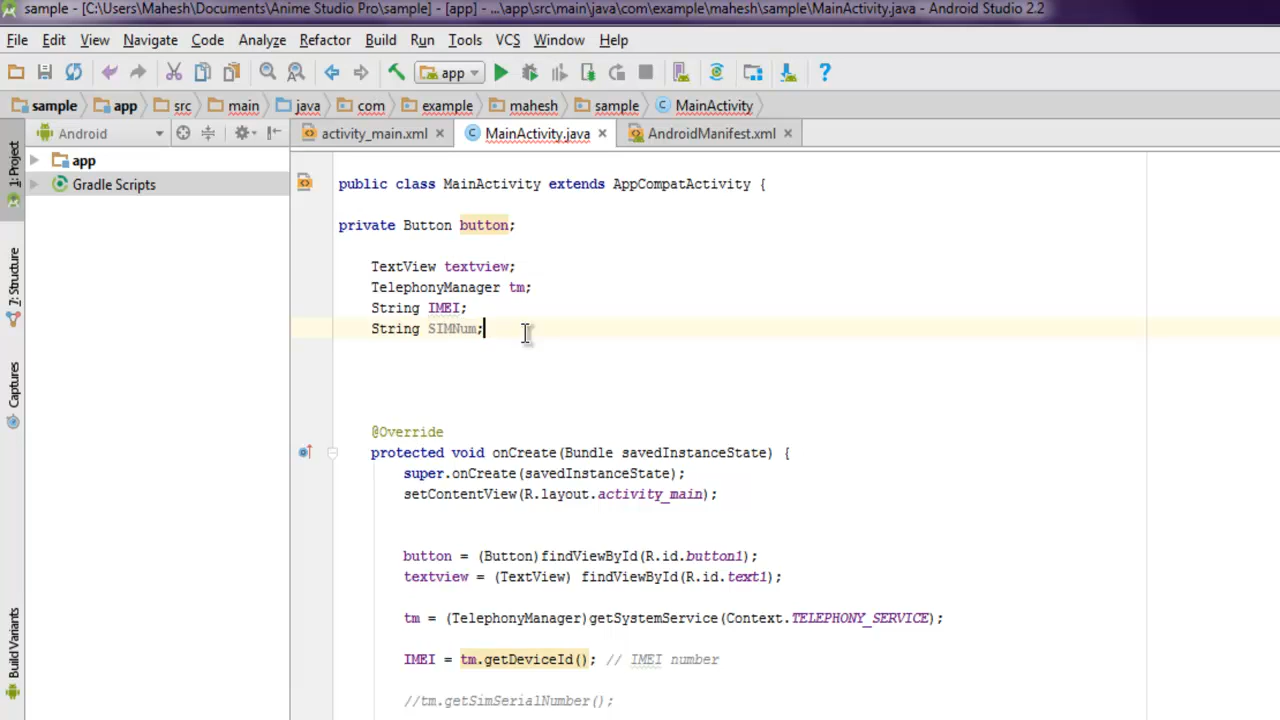 sample - [C:\Users\Mahesh\Documents\Anime Studio Pro\sample] - [app] - ...\app\src\main\java\com\example\mahesh\sample\MainActivity.java - Android Studio 2.2
File Edit View Navigate Code Analyze Refactor Build Run Tools VCS Window Help
app
sample app src main java com example mahesh sample MainActivity
Android
activity_main.xml MainActivity.java AndroidManifest.xml
1: Project
7: Structure
Captures
Build Variants
app
Gradle Scripts
public class MainActivity extends AppCompatActivity {
private Button button;
TextView textview;
TelephonyManager tm;
String IMEI;
String SIMNum;
@Override
protected void onCreate(Bundle savedInstanceState) {
super.onCreate(savedInstanceState);
setContentView(R.layout.activity_main);
button = (Button)findViewById(R.id.button1);
textview = (TextView) findViewById(R.id.text1);
tm = (TelephonyManager)getSystemService(Context.TELEPHONY_SERVICE);
IMEI = tm.getDeviceId(); // IMEI number
//tm.getSimSerialNumber();